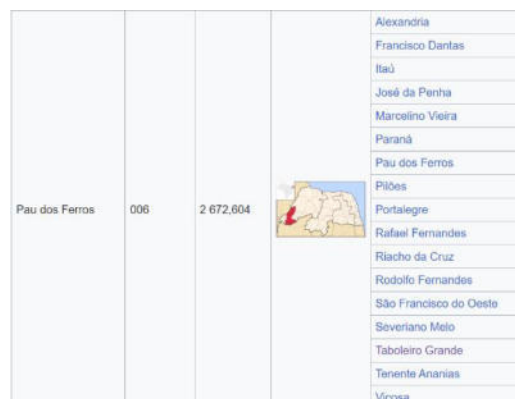 Alexandria
Francisco Dantas
Itaú
José da Penha
Marcelino Vieira
Paraná
Pau dos Ferros
Pilões
Pau dos Ferros 006 2 672,604 Portalegre
Rafael Fernandes
Riacho da Cruz
Rodolfo Fernandes
São Francisco do Oeste
Severiano Melo
Taboleiro Grande
Tenente Ananias
Viçosa